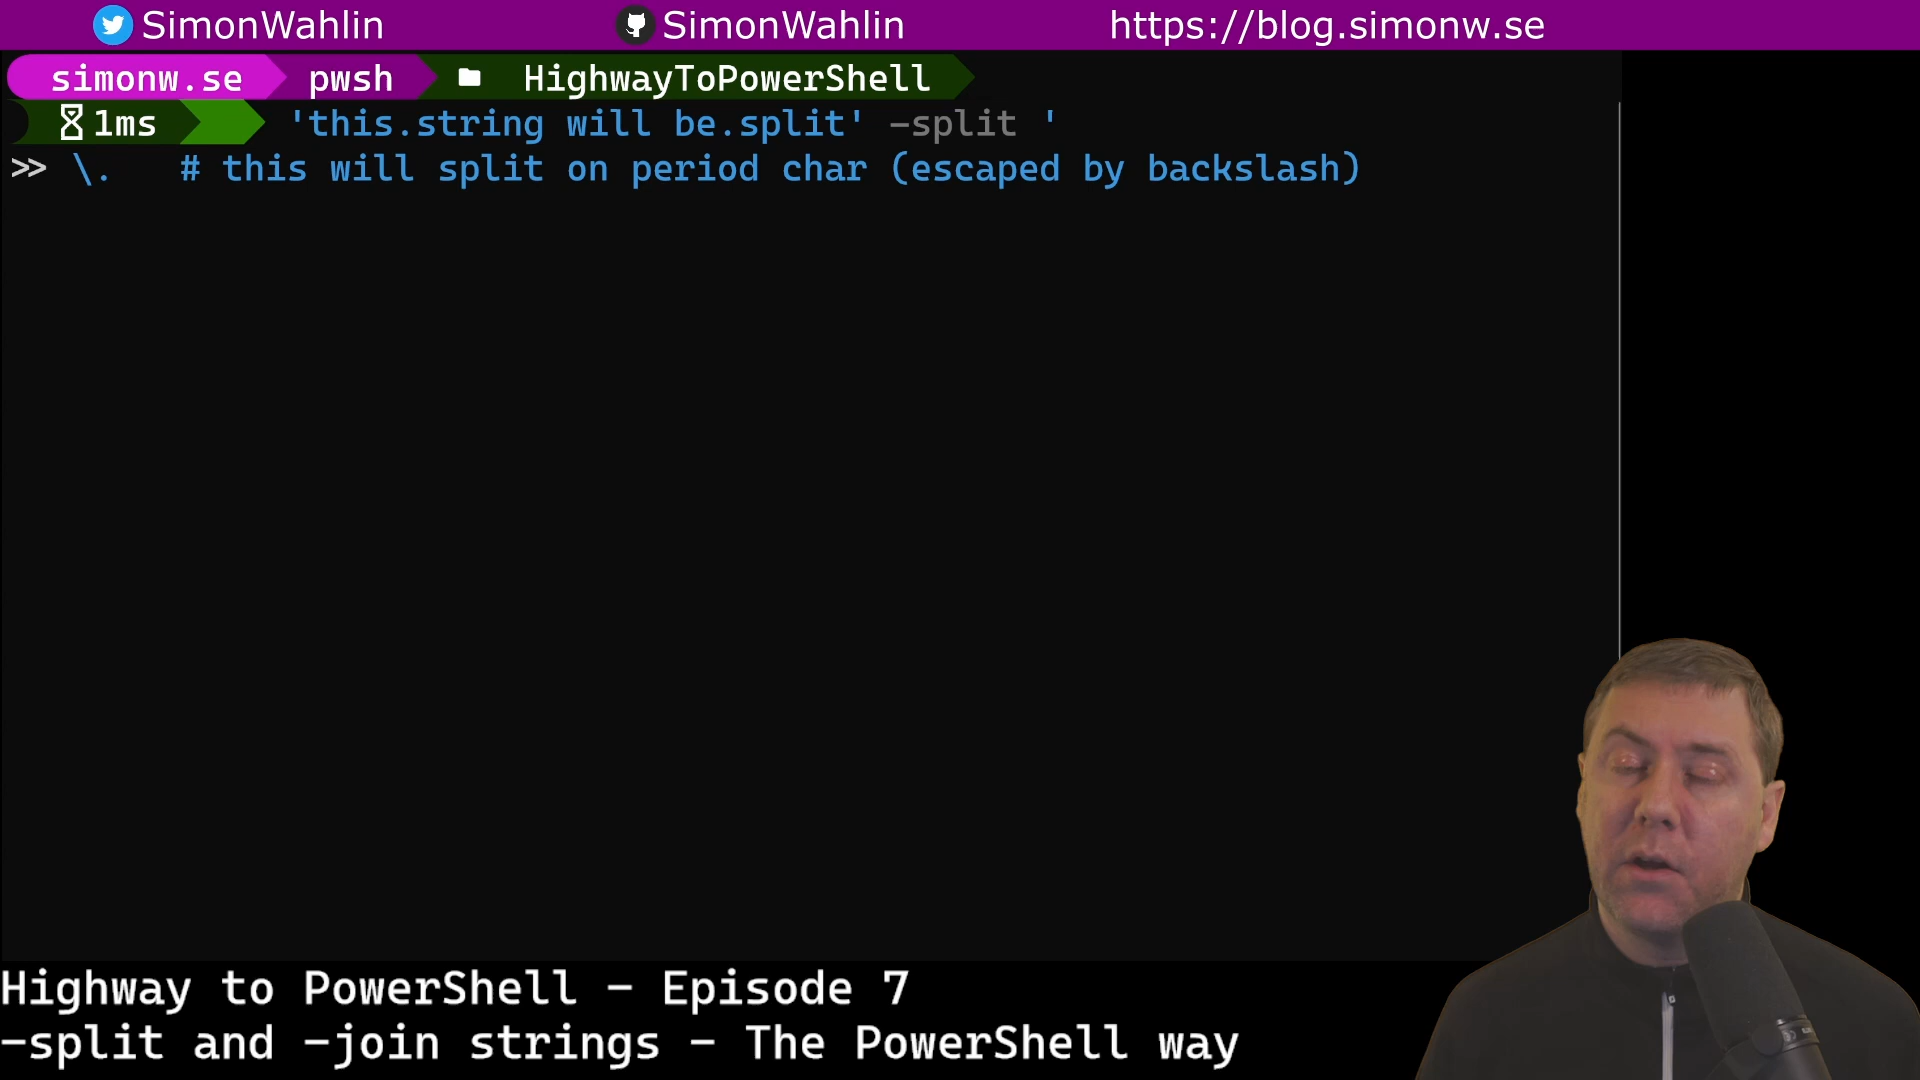 SimonWahlin SimonWahlin https://blog.simonw.se
simonw.se pwsh HighwayToPowerShell
1ms 'this.string will be.split' -split '
>> \.   # this will split on period char (escaped by backslash)
Highway to PowerShell - Episode 7
-split and -join strings - The PowerShell way